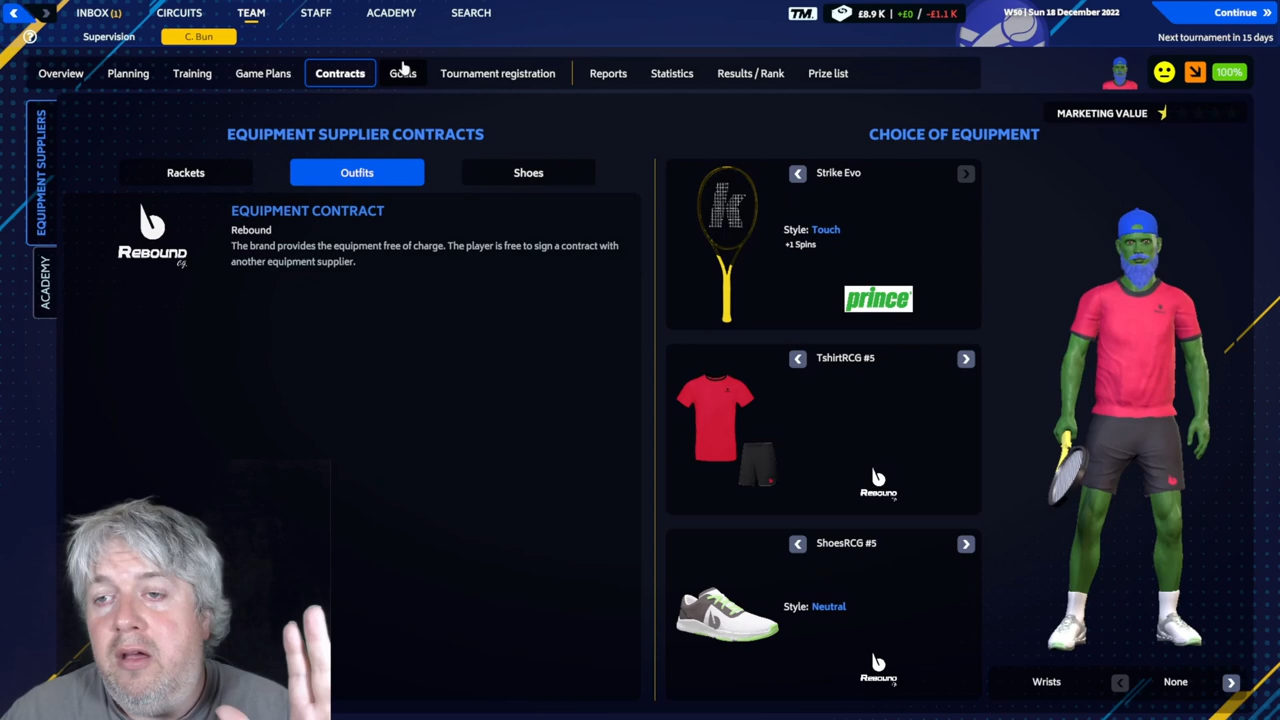 INBOX (1) CIRCUITS TEAM STAFF ACADEMY SEARCH TM. £8.9 K | +£0 / -£1.1 K W50 | Sun 18 December 2022 Continue
Supervision C. Bun Next tournament in 15 days
Overview Planning Training Game Plans Contracts Goals Tournament registration Reports Statistics Results / Rank Prize list 100%
MARKETING VALUE
EQUIPMENT SUPPLIERS
ACADEMY
EQUIPMENT SUPPLIER CONTRACTS
Rackets Outfits Shoes
REBOUND
cg.
EQUIPMENT CONTRACT
Rebound
The brand provides the equipment free of charge. The player is free to sign a contract with
another equipment supplier.
CHOICE OF EQUIPMENT
Strike Evo
Style: Touch
+1 Spins
prince
TshirtRCG #5
REBOUND
cg.
ShoesRCG #5
Style: Neutral
REBOUND
cg.
Wrists None